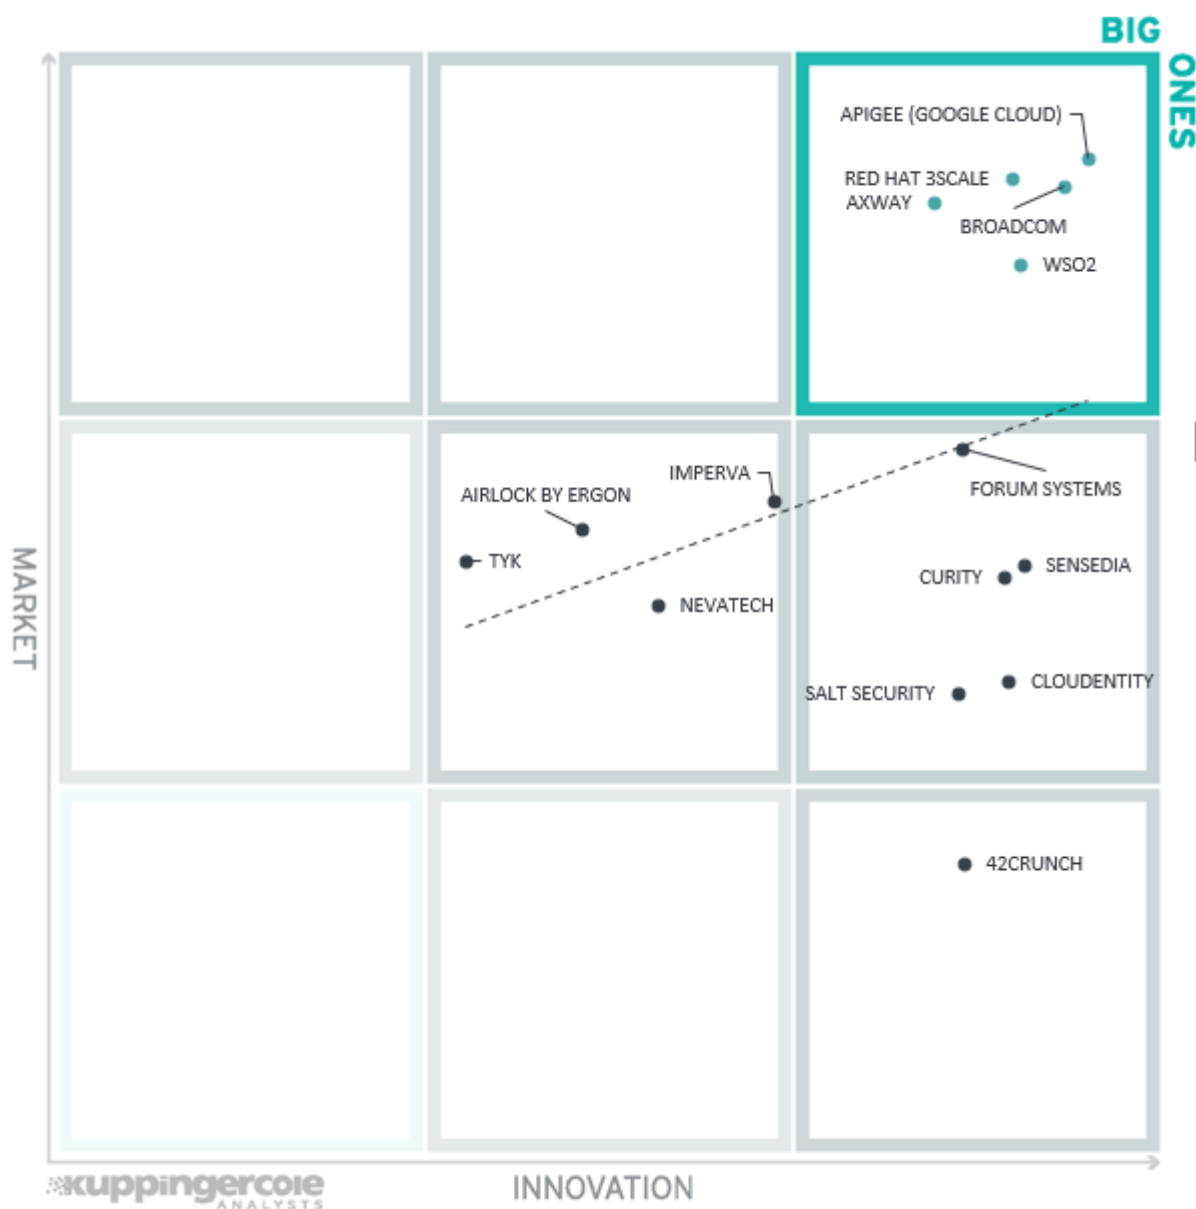 BIG
ONES
APIGEE (GOOGLE CLOUD)
RED HAT 3SCALE
AXWAY
BROADCOM
WSO2
IMPERVA
AIRLOCK BY ERGON
FORUM SYSTEMS
TYK
SENSEDIA
CURITY
NEVATECH
CLOUDENTITY
SALT SECURITY
42CRUNCH
MARKET
INNOVATION
kuppingercole
ANALYSTS